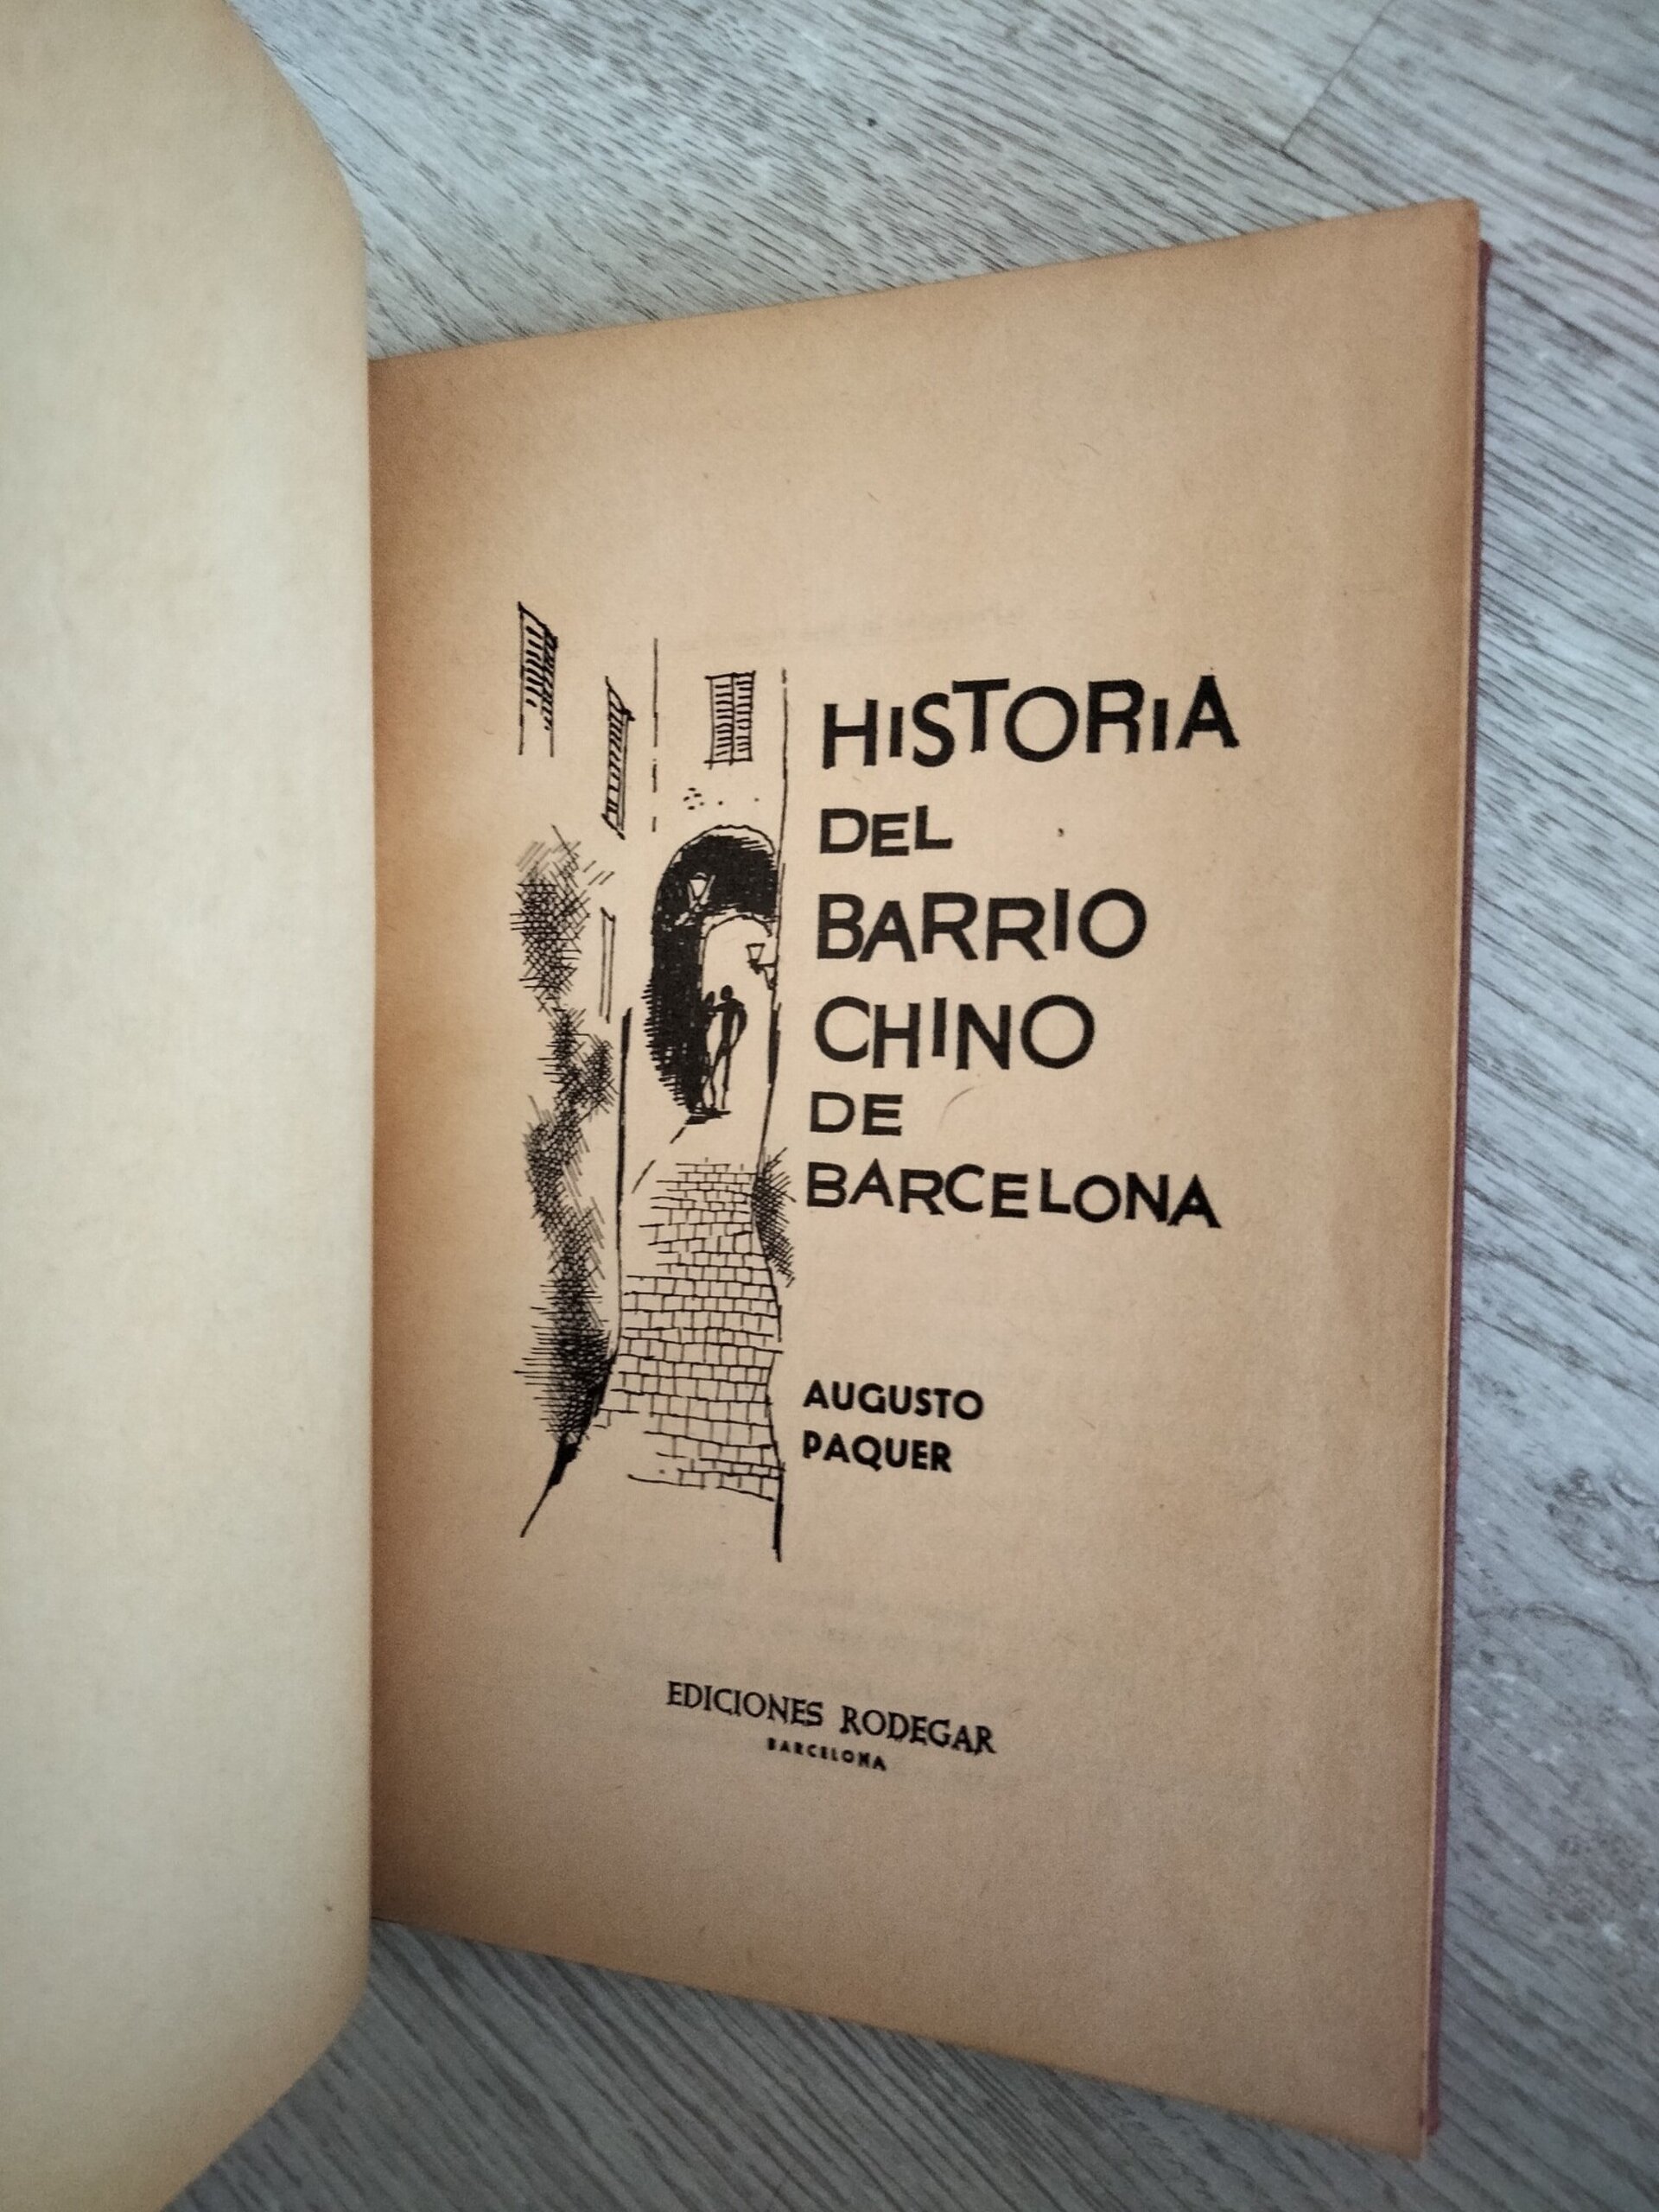 HISTORIA
DEL
BARRIO
CHINO
DE
BARCELONA
AUGUSTO
PAQUER
EDICIONES RODEGAR
BARCELONA